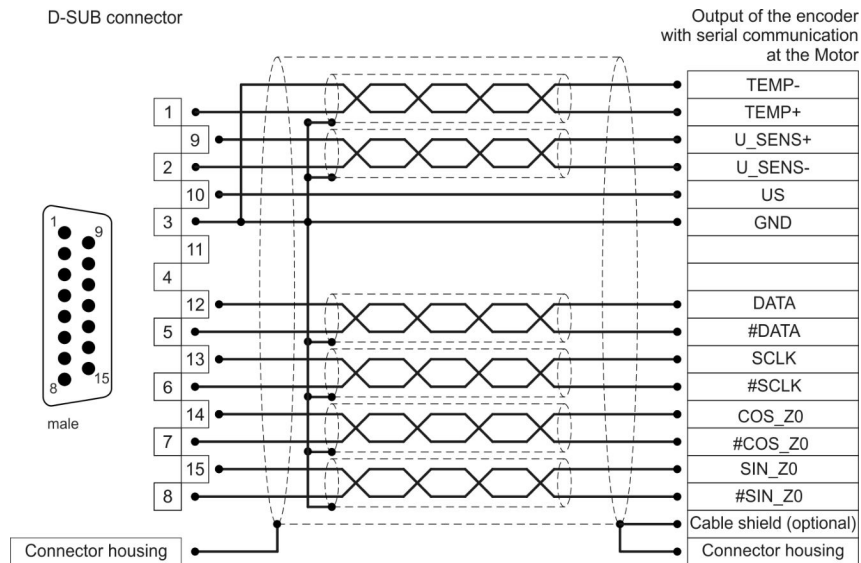 D-SUB connector
Output of the encoder
with serial communication
at the Motor
TEMP-
1
TEMP+
9
U_SENS+
2
U_SENS-
10
US
3
GND
11
4
12
DATA
5
#DATA
13
SCLK
6
#SCLK
14
COS_Z0
7
#COS_Z0
15
SIN_Z0
8
#SIN_Z0
Cable shield (optional)
Connector housing
Connector housing
1
9
8
15
male